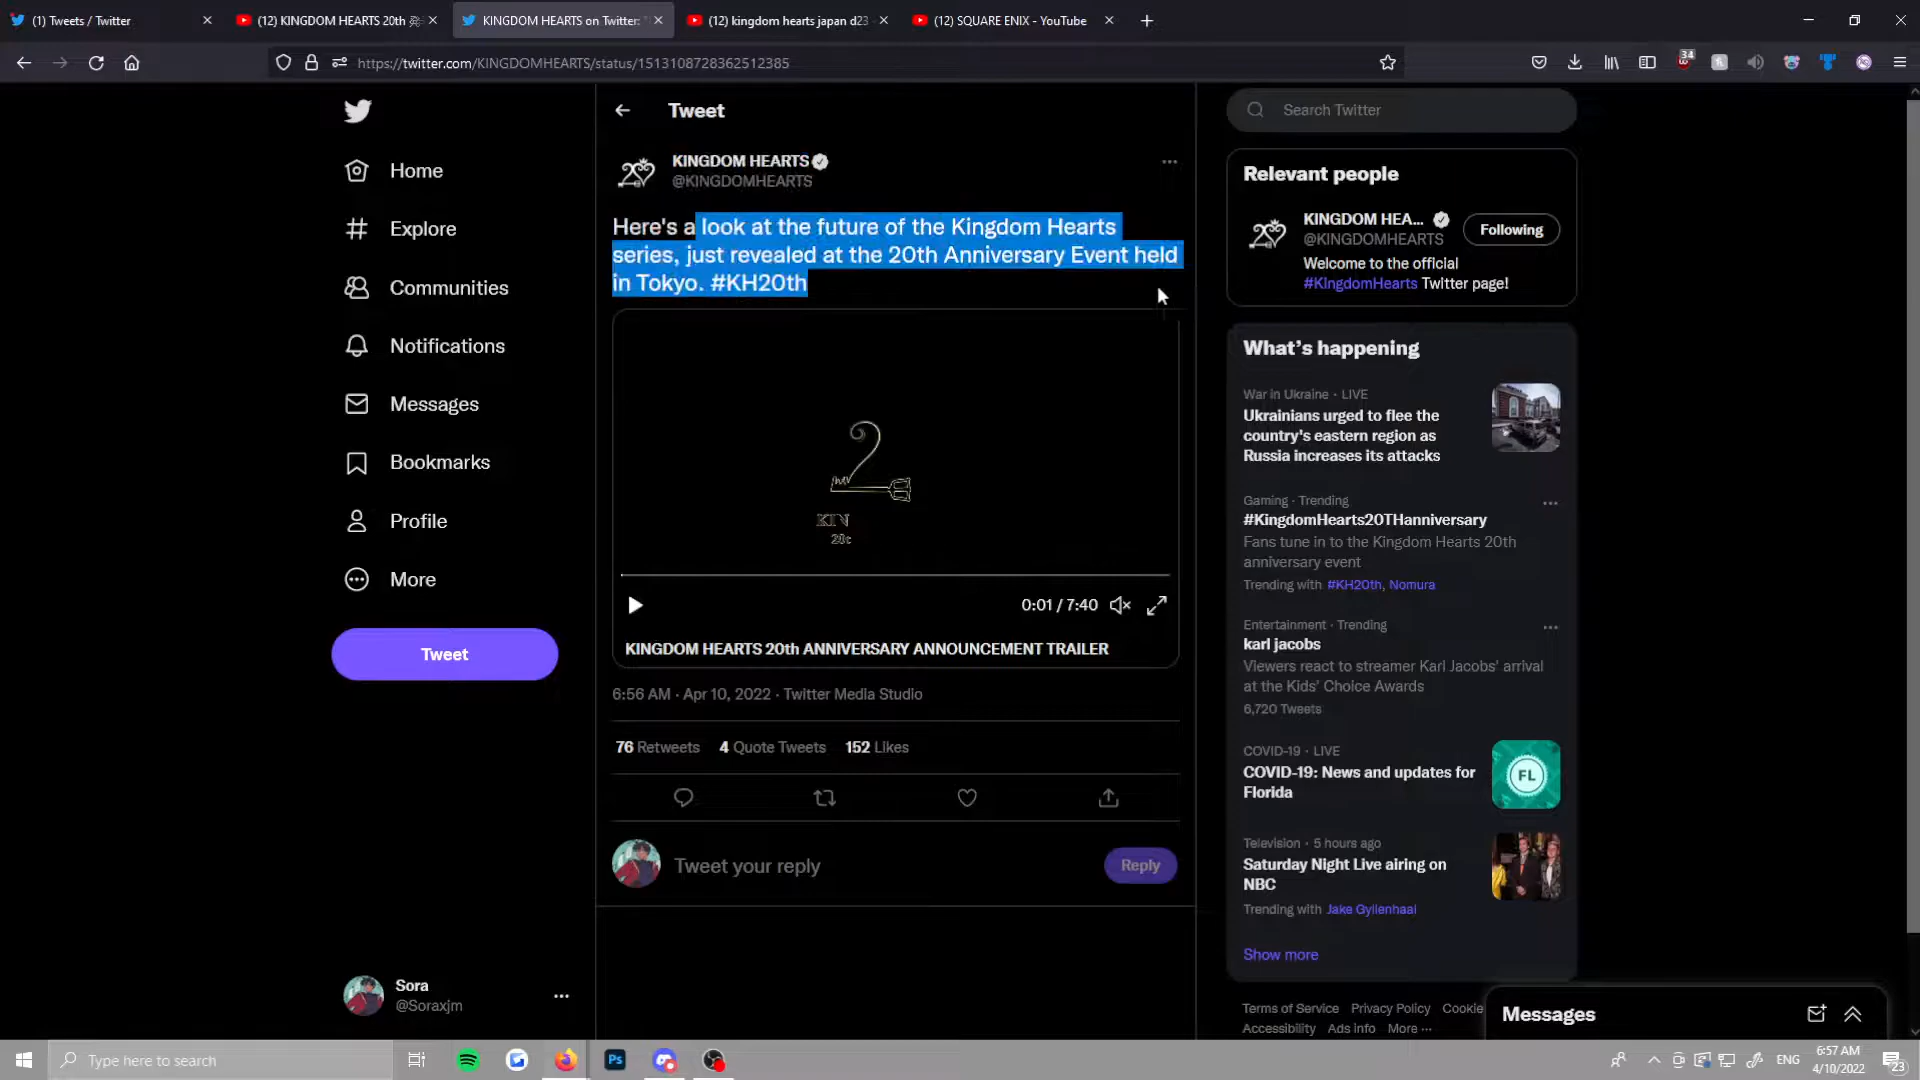 (1) Tweets / Twitter
(12) KINGDOM HEARTS 20th
KINGDOM HEARTS on Twitter: "
(12) kingdom hearts japan d23 -
(12) SQUARE ENIX - YouTube
https://twitter.com/KINGDOMHEARTS/status/1513108728362512385
34
Home
Explore
Communities
Notifications
Messages
Bookmarks
Profile
More
Tweet
Sora
@Soraxjm
Tweet
KINGDOM HEARTS
@KINGDOMHEARTS
Here's a look at the future of the Kingdom Hearts
series, just revealed at the 20th Anniversary Event held
in Tokyo. #KH20th
2
KIN
20t
0:01 / 7:40
KINGDOM HEARTS 20th ANNIVERSARY ANNOUNCEMENT TRAILER
6:56 AM · Apr 10, 2022 · Twitter Media Studio
76 Retweets 4 Quote Tweets 152 Likes
Tweet your reply
Reply
Search Twitter
Relevant people
KINGDOM HEA...
@KINGDOMHEARTS
Following
Welcome to the official
#KIngdomHearts Twitter page!
What's happening
War in Ukraine · LIVE
Ukrainians urged to flee the
country's eastern region as
Russia increases its attacks
Gaming · Trending
#KingdomHearts20THanniversary
Fans tune in to the Kingdom Hearts 20th
anniversary event
Trending with #KH20th, Nomura
Entertainment · Trending
karl jacobs
Viewers react to streamer Karl Jacobs' arrival
at the Kids' Choice Awards
6,720 Tweets
COVID-19 · LIVE
COVID-19: News and updates for
Florida
FL
Television · 5 hours ago
Saturday Night Live airing on
NBC
Trending with Jake Gyllenhaal
Show more
Terms of Service Privacy Policy Cookie
Accessibility Ads info More ...
Messages
Type here to search
Ps
ENG
6:57 AM
4/10/2022
23